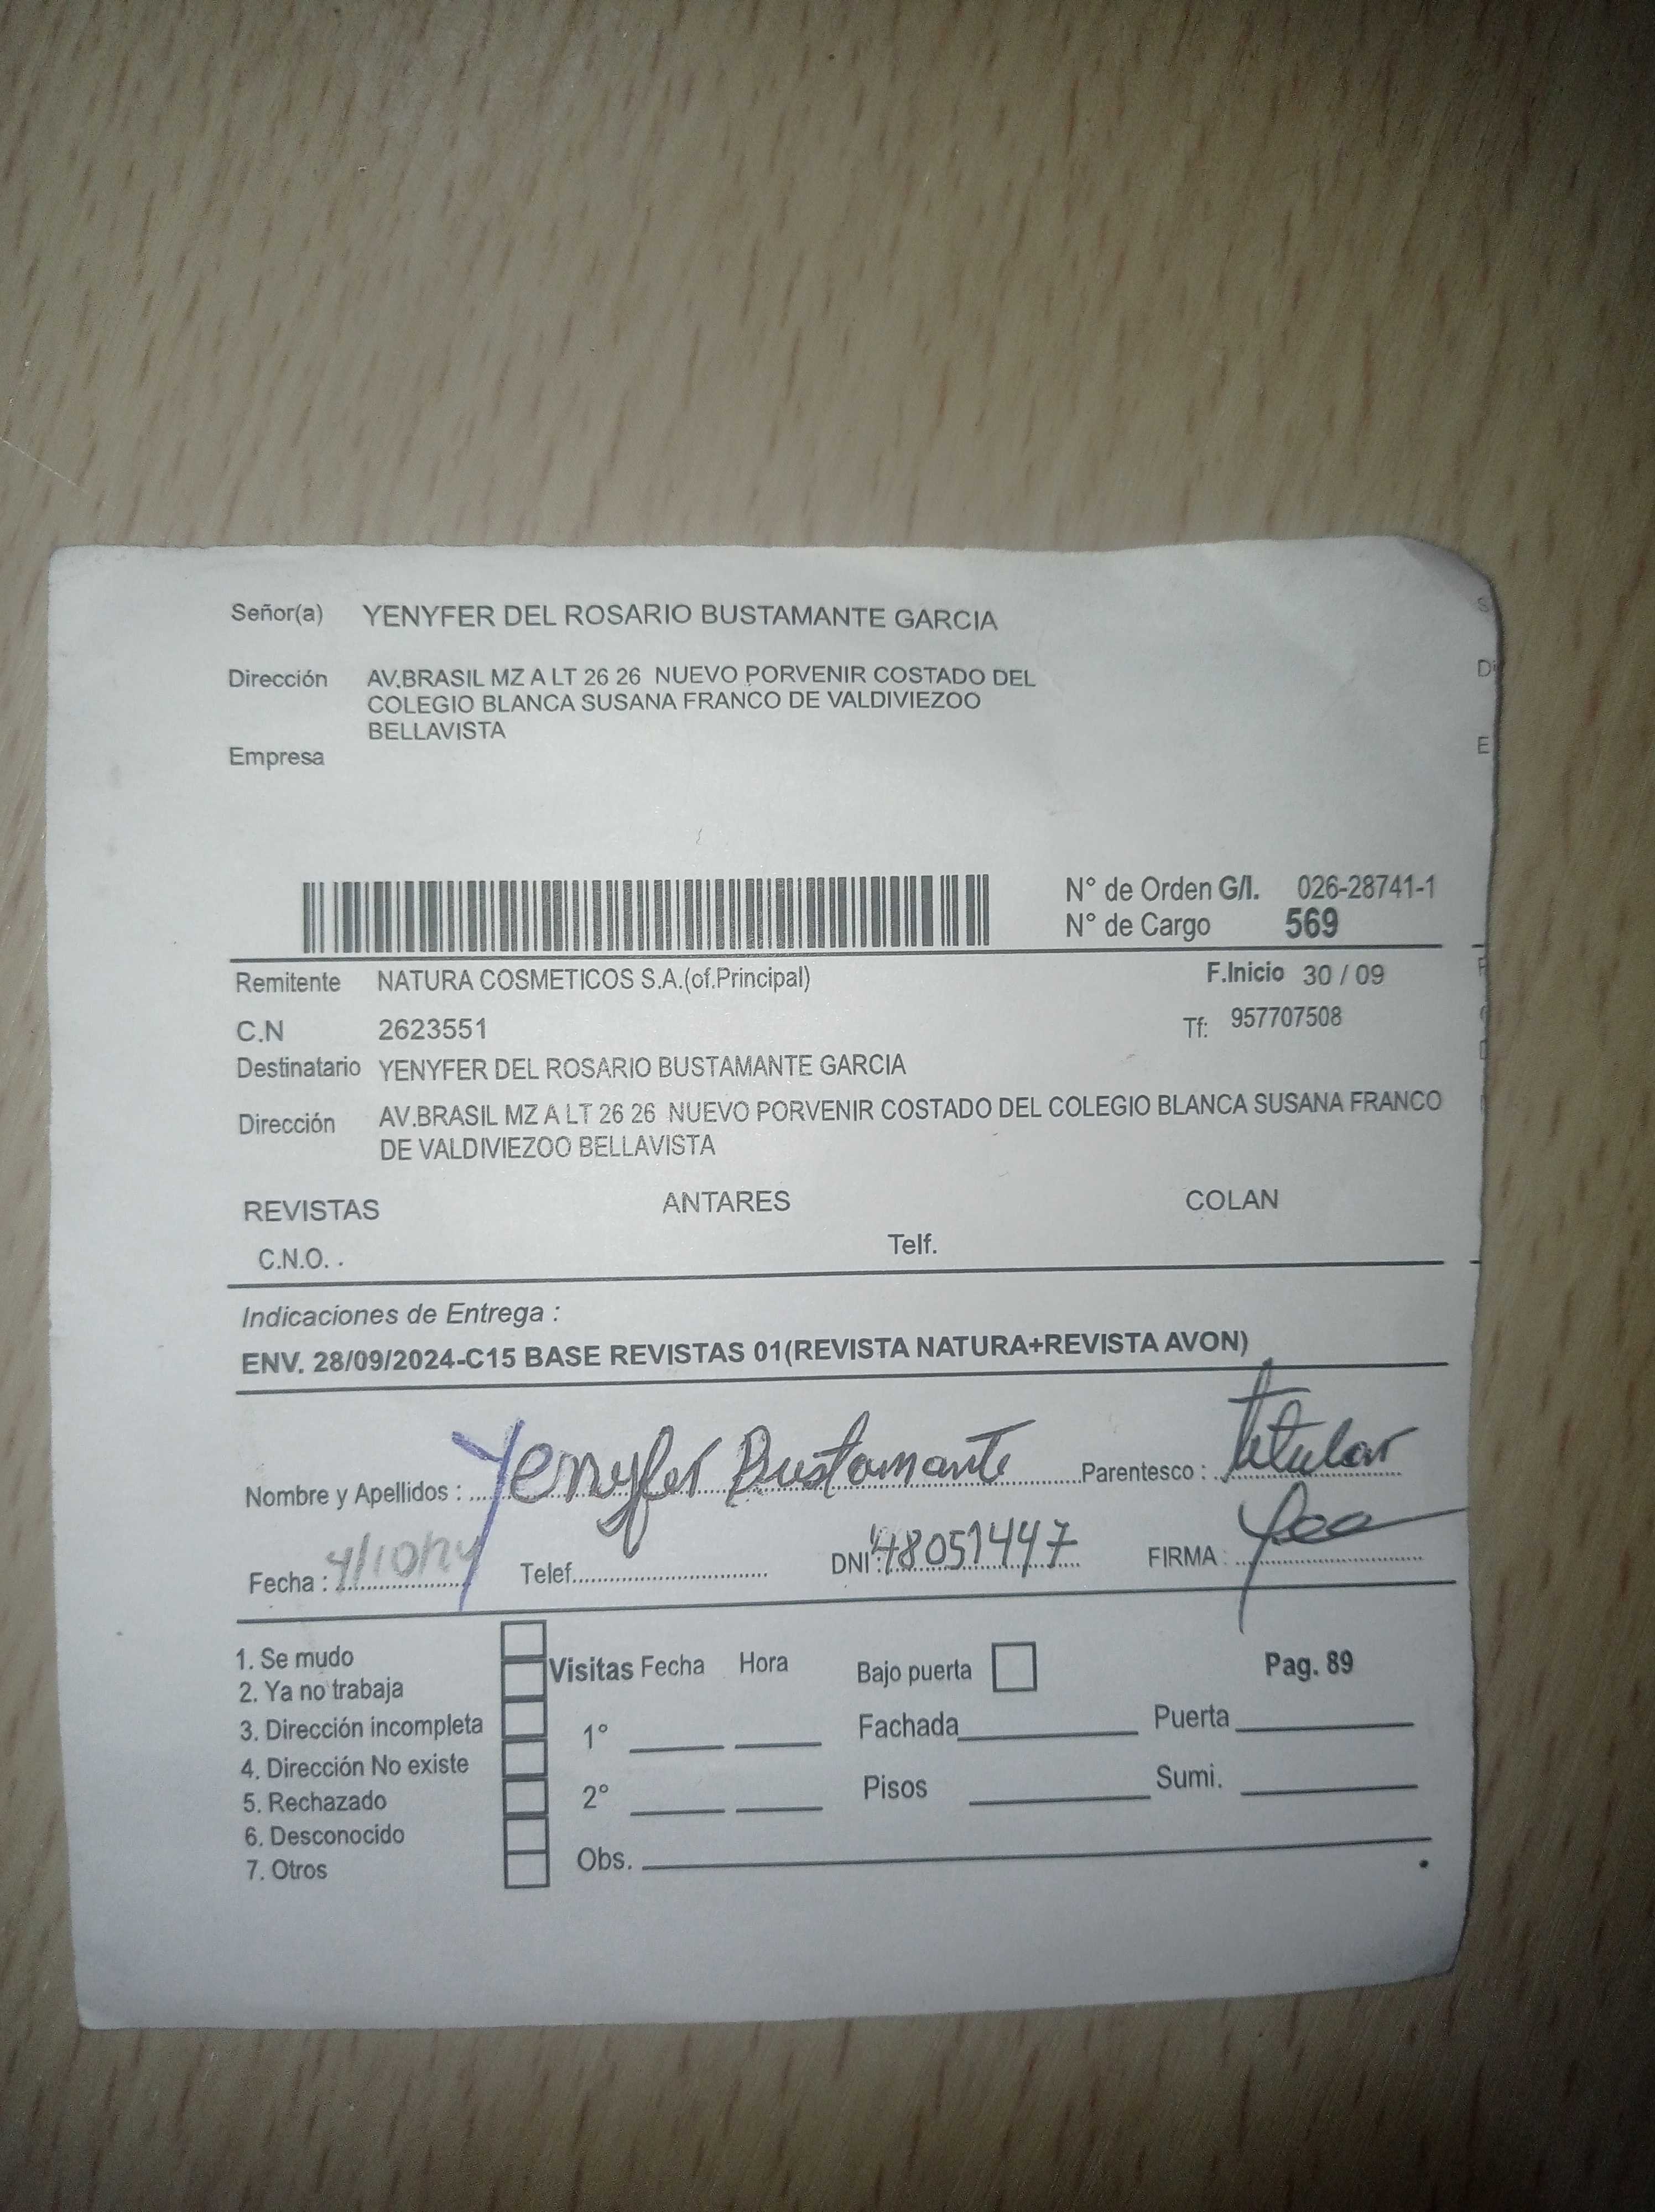 Señor(a) YENYFER DEL ROSARIO BUSTAMANTE GARCIA
Dirección AV.BRASIL MZ A LT 26 26 NUEVO PORVENIR COSTADO DEL
COLEGIO BLANCA SUSANA FRANCO DE VALDIVIEZOO
BELLAVISTA
Empresa
N° de Orden G/I. 026-28741-1
N° de Cargo 569
Remitente NATURA COSMETICOS S.A.(of.Principal) F.Inicio 30 / 09
C.N 2623551 Tf: 957707508
Destinatario YENYFER DEL ROSARIO BUSTAMANTE GARCIA
Dirección AV.BRASIL MZ A LT 26 26 NUEVO PORVENIR COSTADO DEL COLEGIO BLANCA SUSANA FRANCO
DE VALDIVIEZOO BELLAVISTA
REVISTAS ANTARES COLAN
C.N.O. . Telf.
Indicaciones de Entrega :
ENV. 28/09/2024-C15 BASE REVISTAS 01(REVISTA NATURA+REVISTA AVON)
Nombre y Apellidos : Yenyfer Bustamante Parentesco : titular
Fecha : 4/10/24 Telef. DNI : 48051447 FIRMA :
1. Se mudo
2. Ya no trabaja
3. Dirección incompleta
4. Dirección No existe
5. Rechazado
6. Desconocido
7. Otros
Visitas Fecha Hora Bajo puerta Pag. 89
1° Fachada Puerta
2° Pisos Sumi.
Obs.